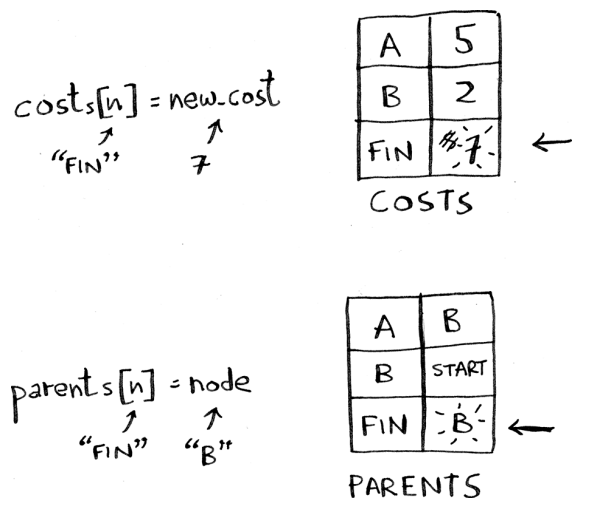 costs[n] = new_cost
"FIN" 7
A 5
B 2
FIN 7
COSTS
parents[n] = node
"FIN" "B"
A B
B START
FIN B
PARENTS